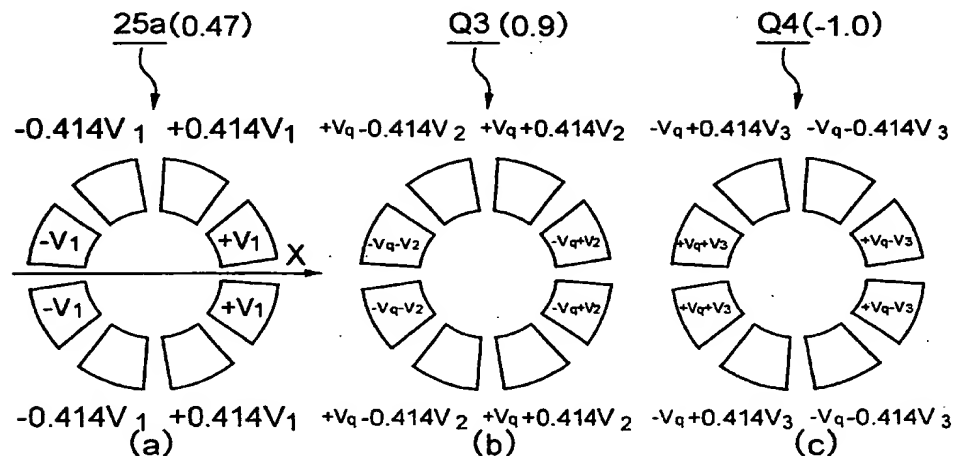 25a(0.47) Q3(0.9) Q4(-1.0)
-0.414V1 +0.414V1 +Vq-0.414V2 +Vq+0.414V2 -Vq+0.414V3 -Vq-0.414V3
-V1 +V1 -Vq-V2 -Vq+V2 +Vq+V3 +Vq-V3
X
-V1 +V1 -Vq-V2 -Vq+V2 +Vq+V3 +Vq-V3
-0.414V1 +0.414V1 +Vq-0.414V2 +Vq+0.414V2 -Vq+0.414V3 -Vq-0.414V3
(a) (b) (c)